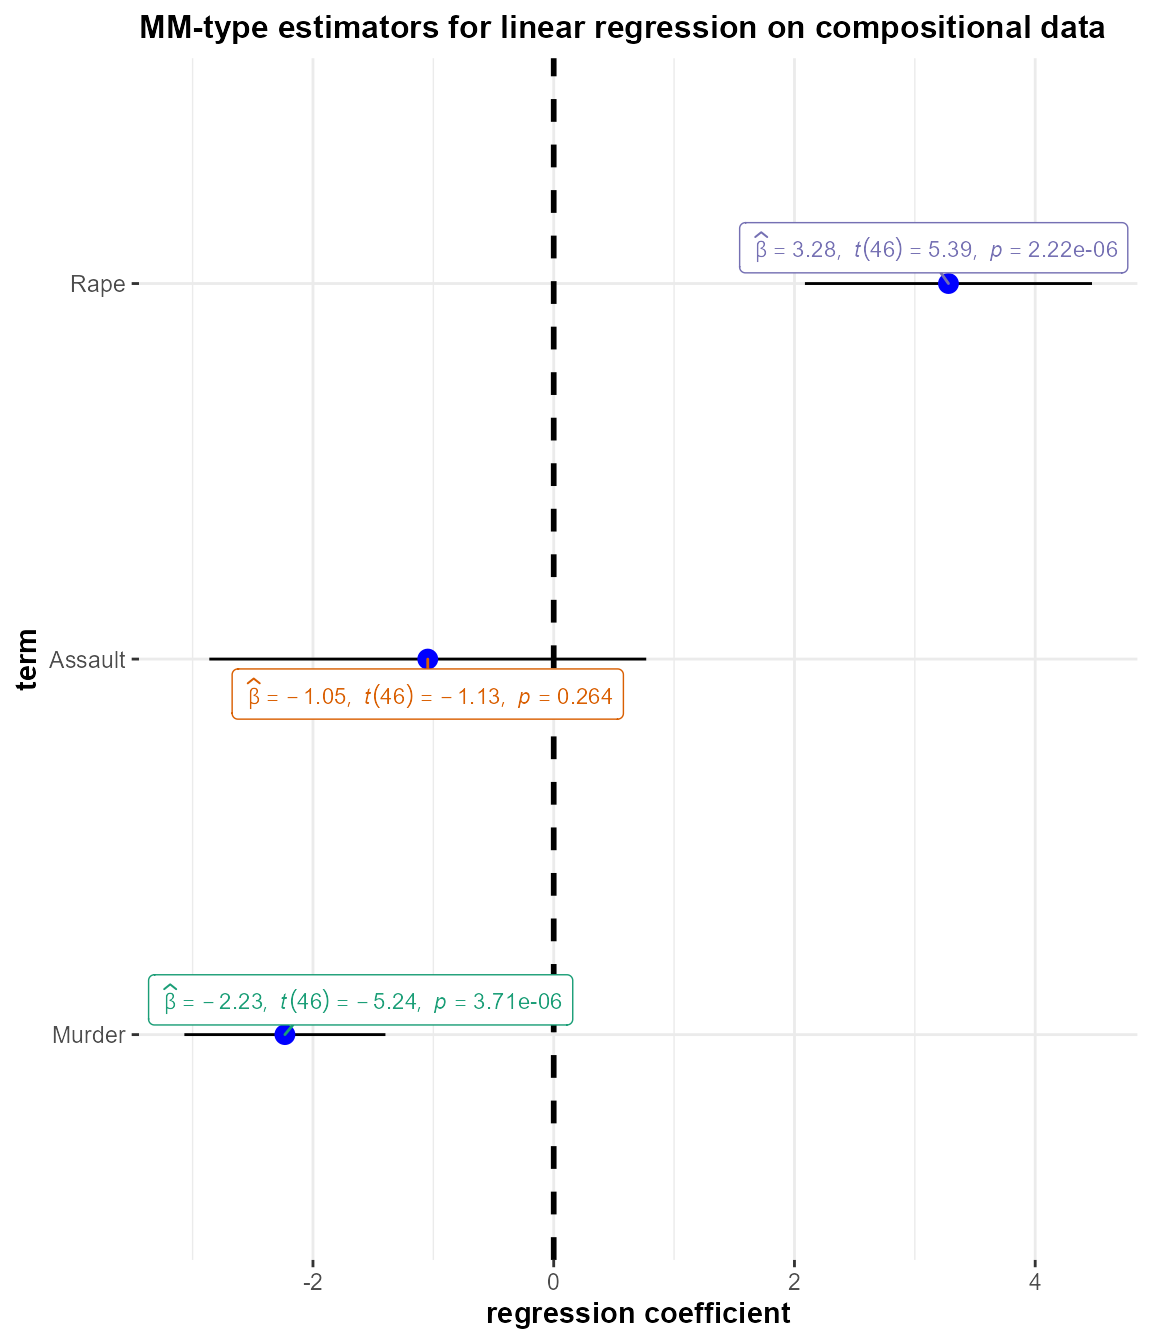 MM-type estimators for linear regression on compositional data
β̂ = 3.28, t(46) = 5.39, p = 2.22e-06
Rape
term
Assault
β̂ = −1.05, t(46) = −1.13, p = 0.264
β̂ = −2.23, t(46) = −5.24, p = 3.71e-06
Murder
-2 0 2 4
regression coefficient